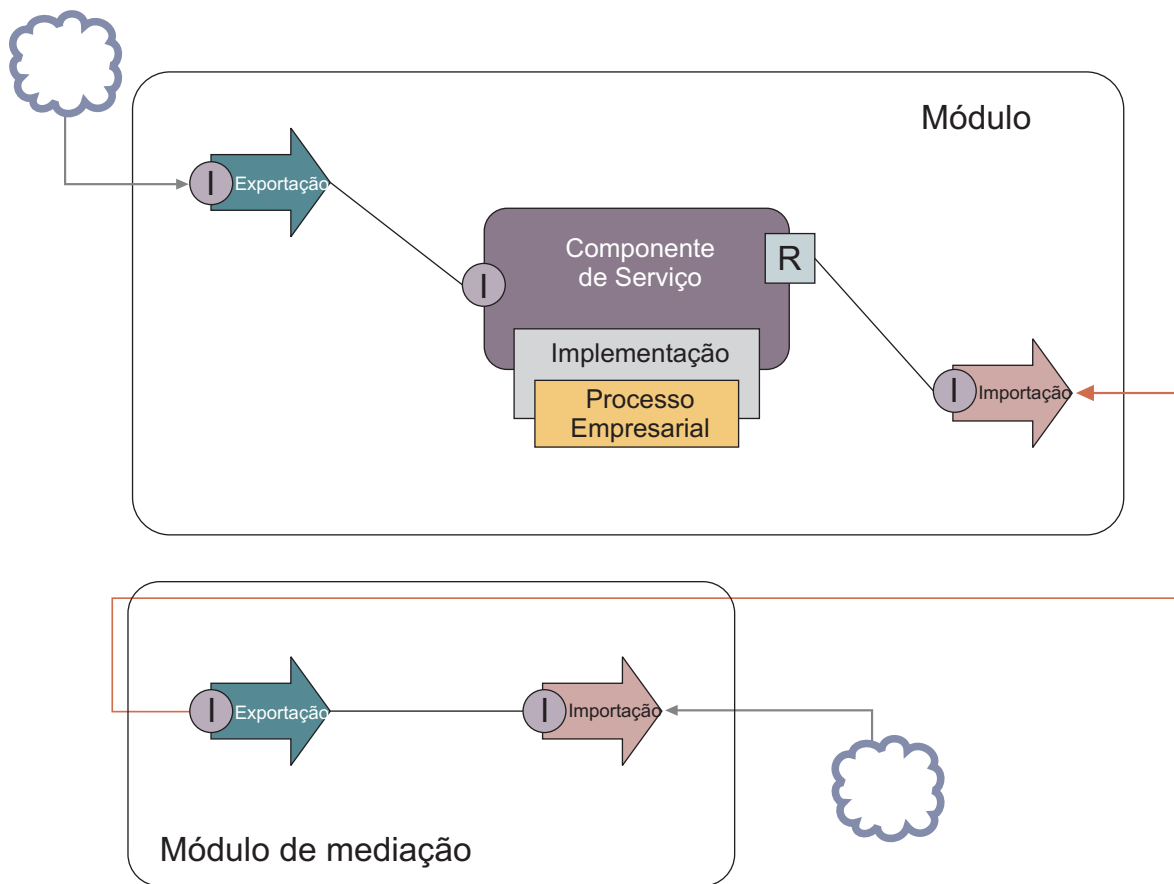 Módulo
I
Exportação
Componente
de Serviço
R
I
Implementação
Processo
Empresarial
I
Importação
I
Exportação
I
Importação
Módulo de mediação